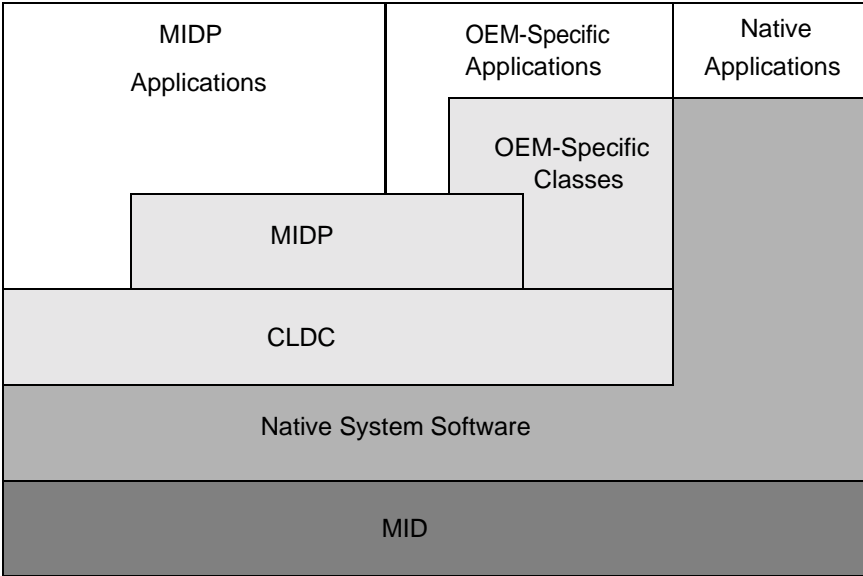 MIDP
Applications
OEM-Specific
Applications
Native
Applications
OEM-Specific
Classes
MIDP
CLDC
Native System Software
MID